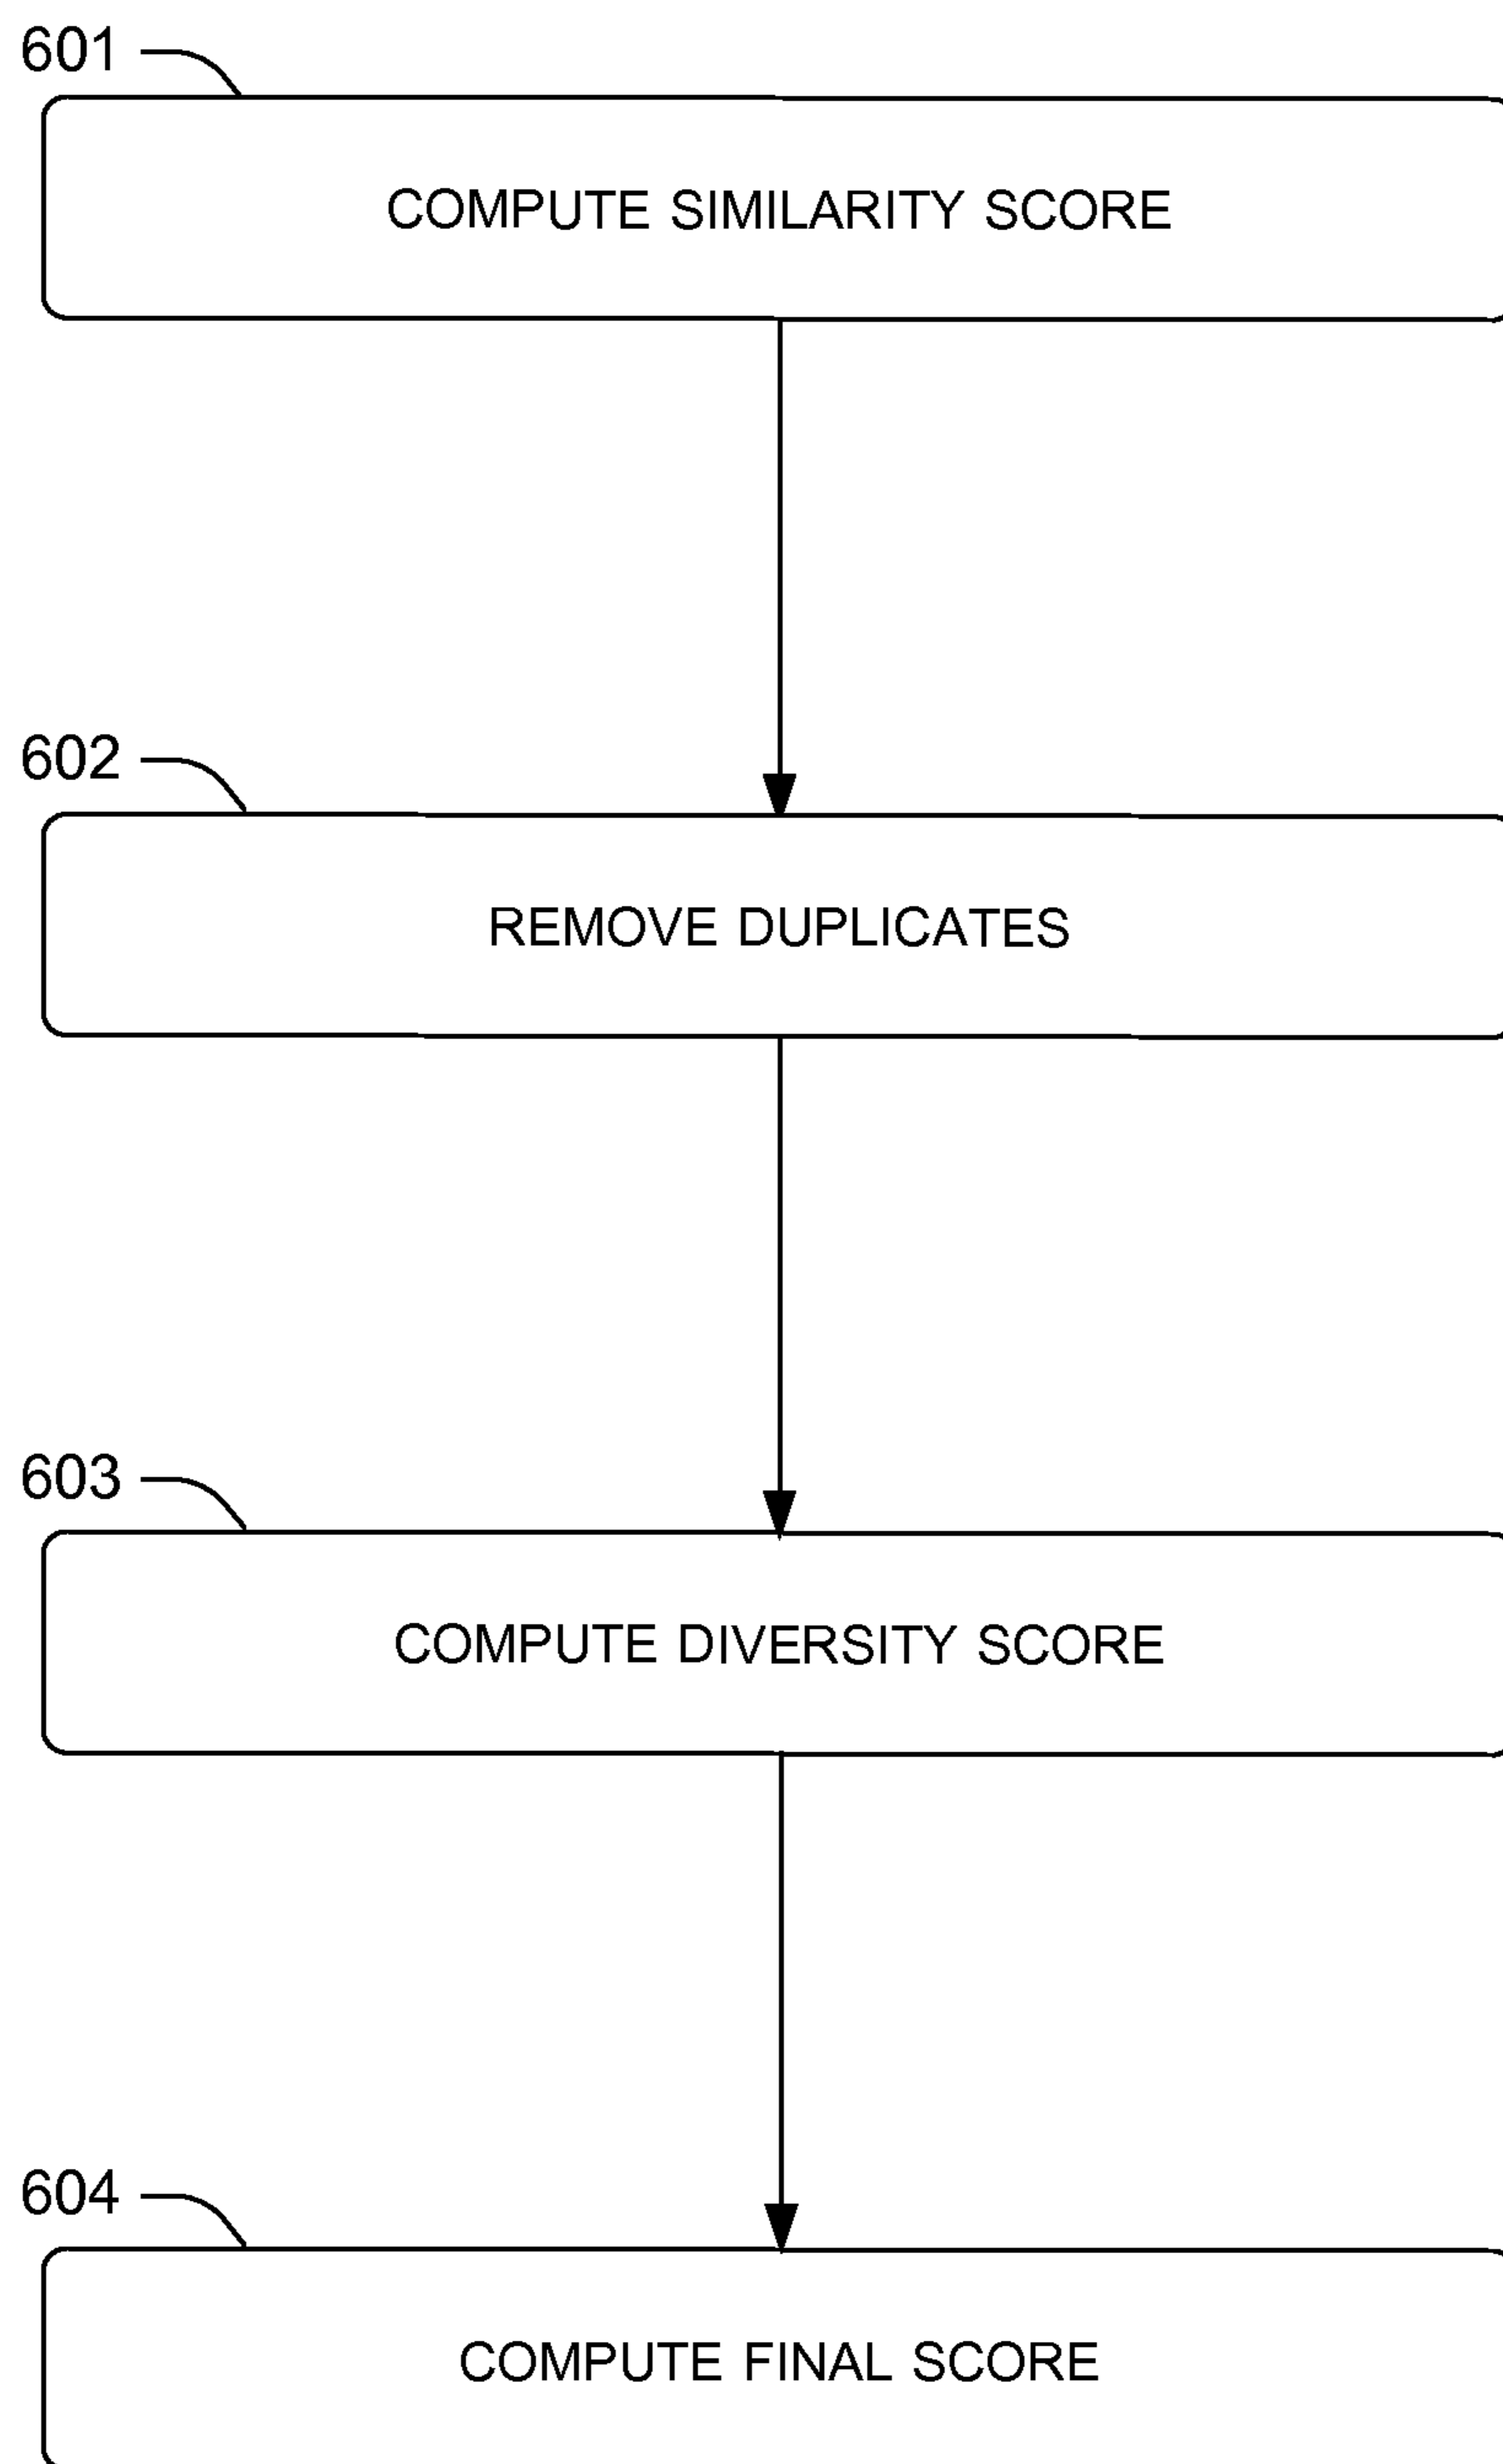 601
COMPUTE SIMILARITY SCORE
602
REMOVE DUPLICATES
603
COMPUTE DIVERSITY SCORE
604
COMPUTE FINAL SCORE